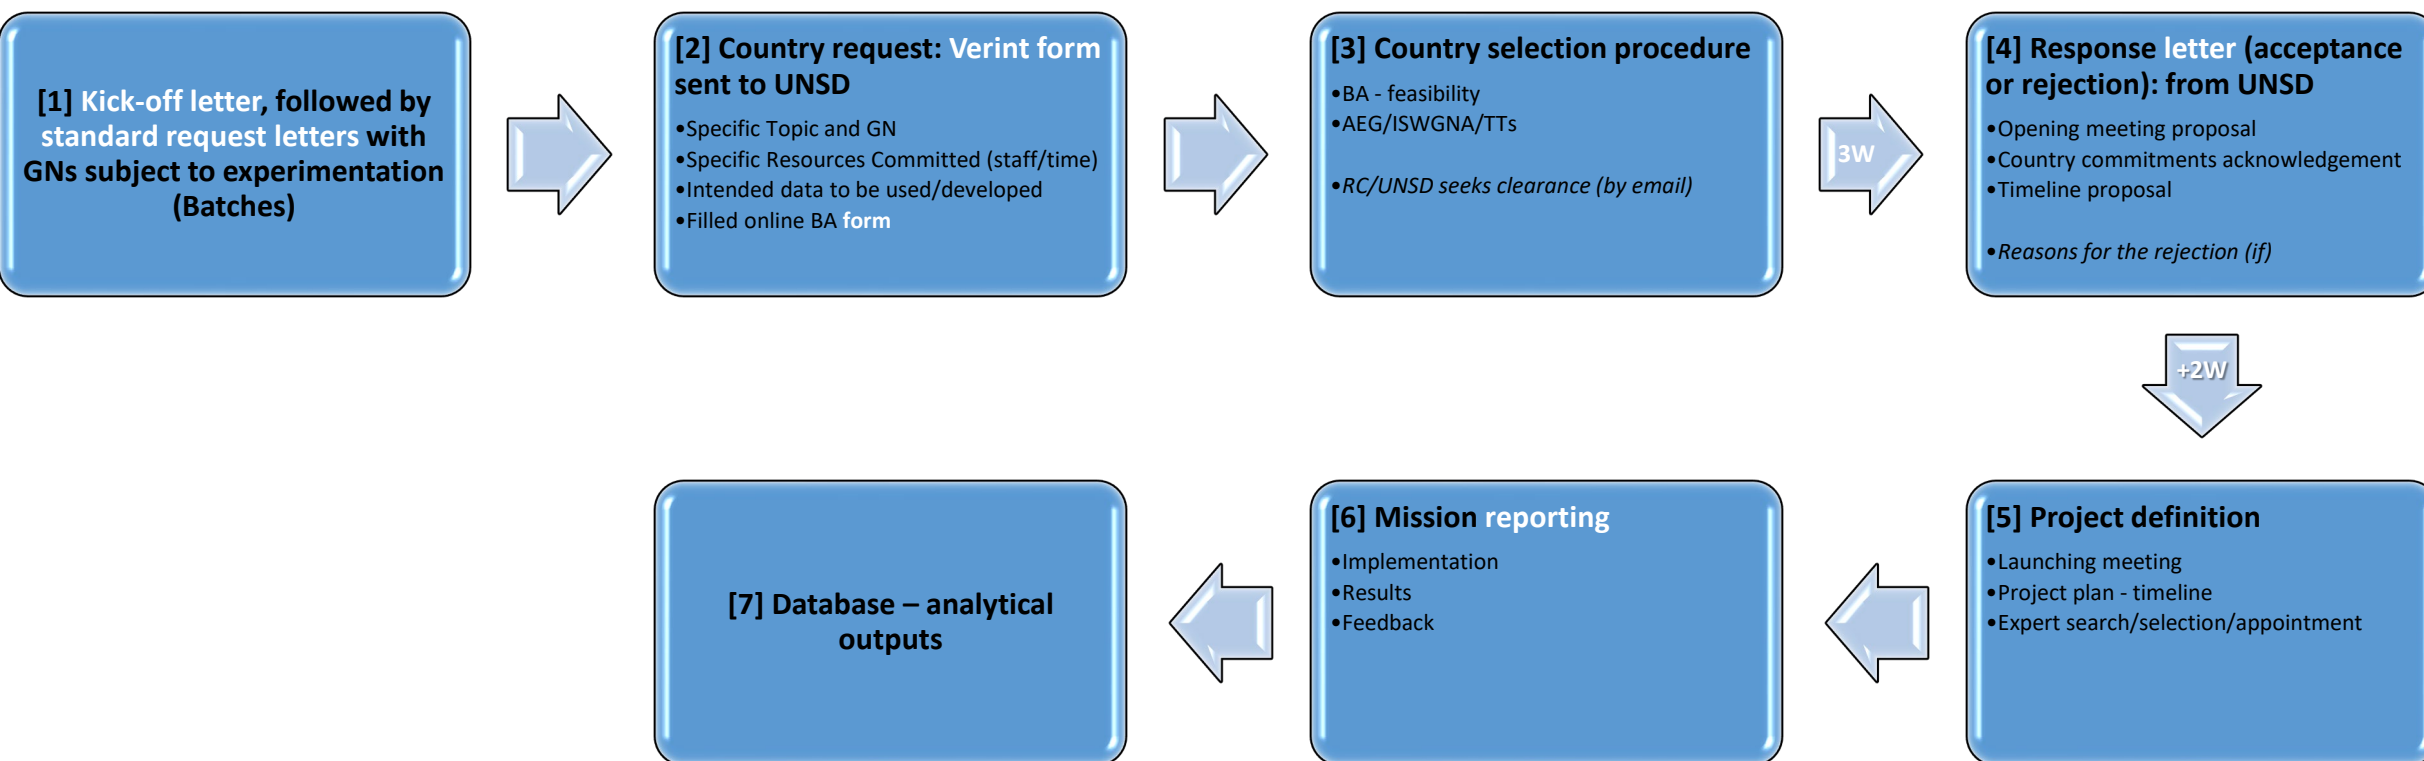 [1] Kick-off letter, followed by
standard request letters with
GNs subject to experimentation
(Batches)
[2] Country request: Verint form
sent to UNSD
•Specific Topic and GN
•Specific Resources Committed (staff/time)
•Intended data to be used/developed
•Filled online BA form
[3] Country selection procedure
•BA - feasibility
•AEG/ISWGNA/TTs
•RC/UNSD seeks clearance (by email)
3W
[4] Response letter (acceptance
or rejection): from UNSD
•Opening meeting proposal
•Country commitments acknowledgement
•Timeline proposal
•Reasons for the rejection (if)
+2W
[5] Project definition
•Launching meeting
•Project plan - timeline
•Expert search/selection/appointment
[6] Mission reporting
•Implementation
•Results
•Feedback
[7] Database – analytical
outputs